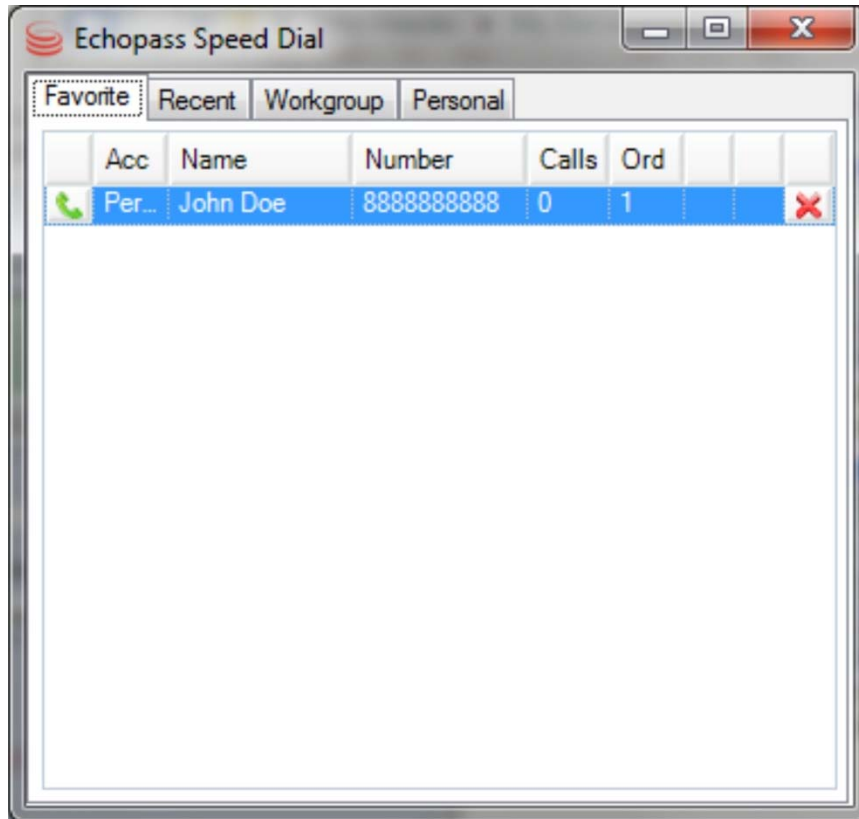 Echopass Speed Dial
Favorite Recent Workgroup Personal
Acc Name Number Calls Ord
Per... John Doe 8888888888 0 1